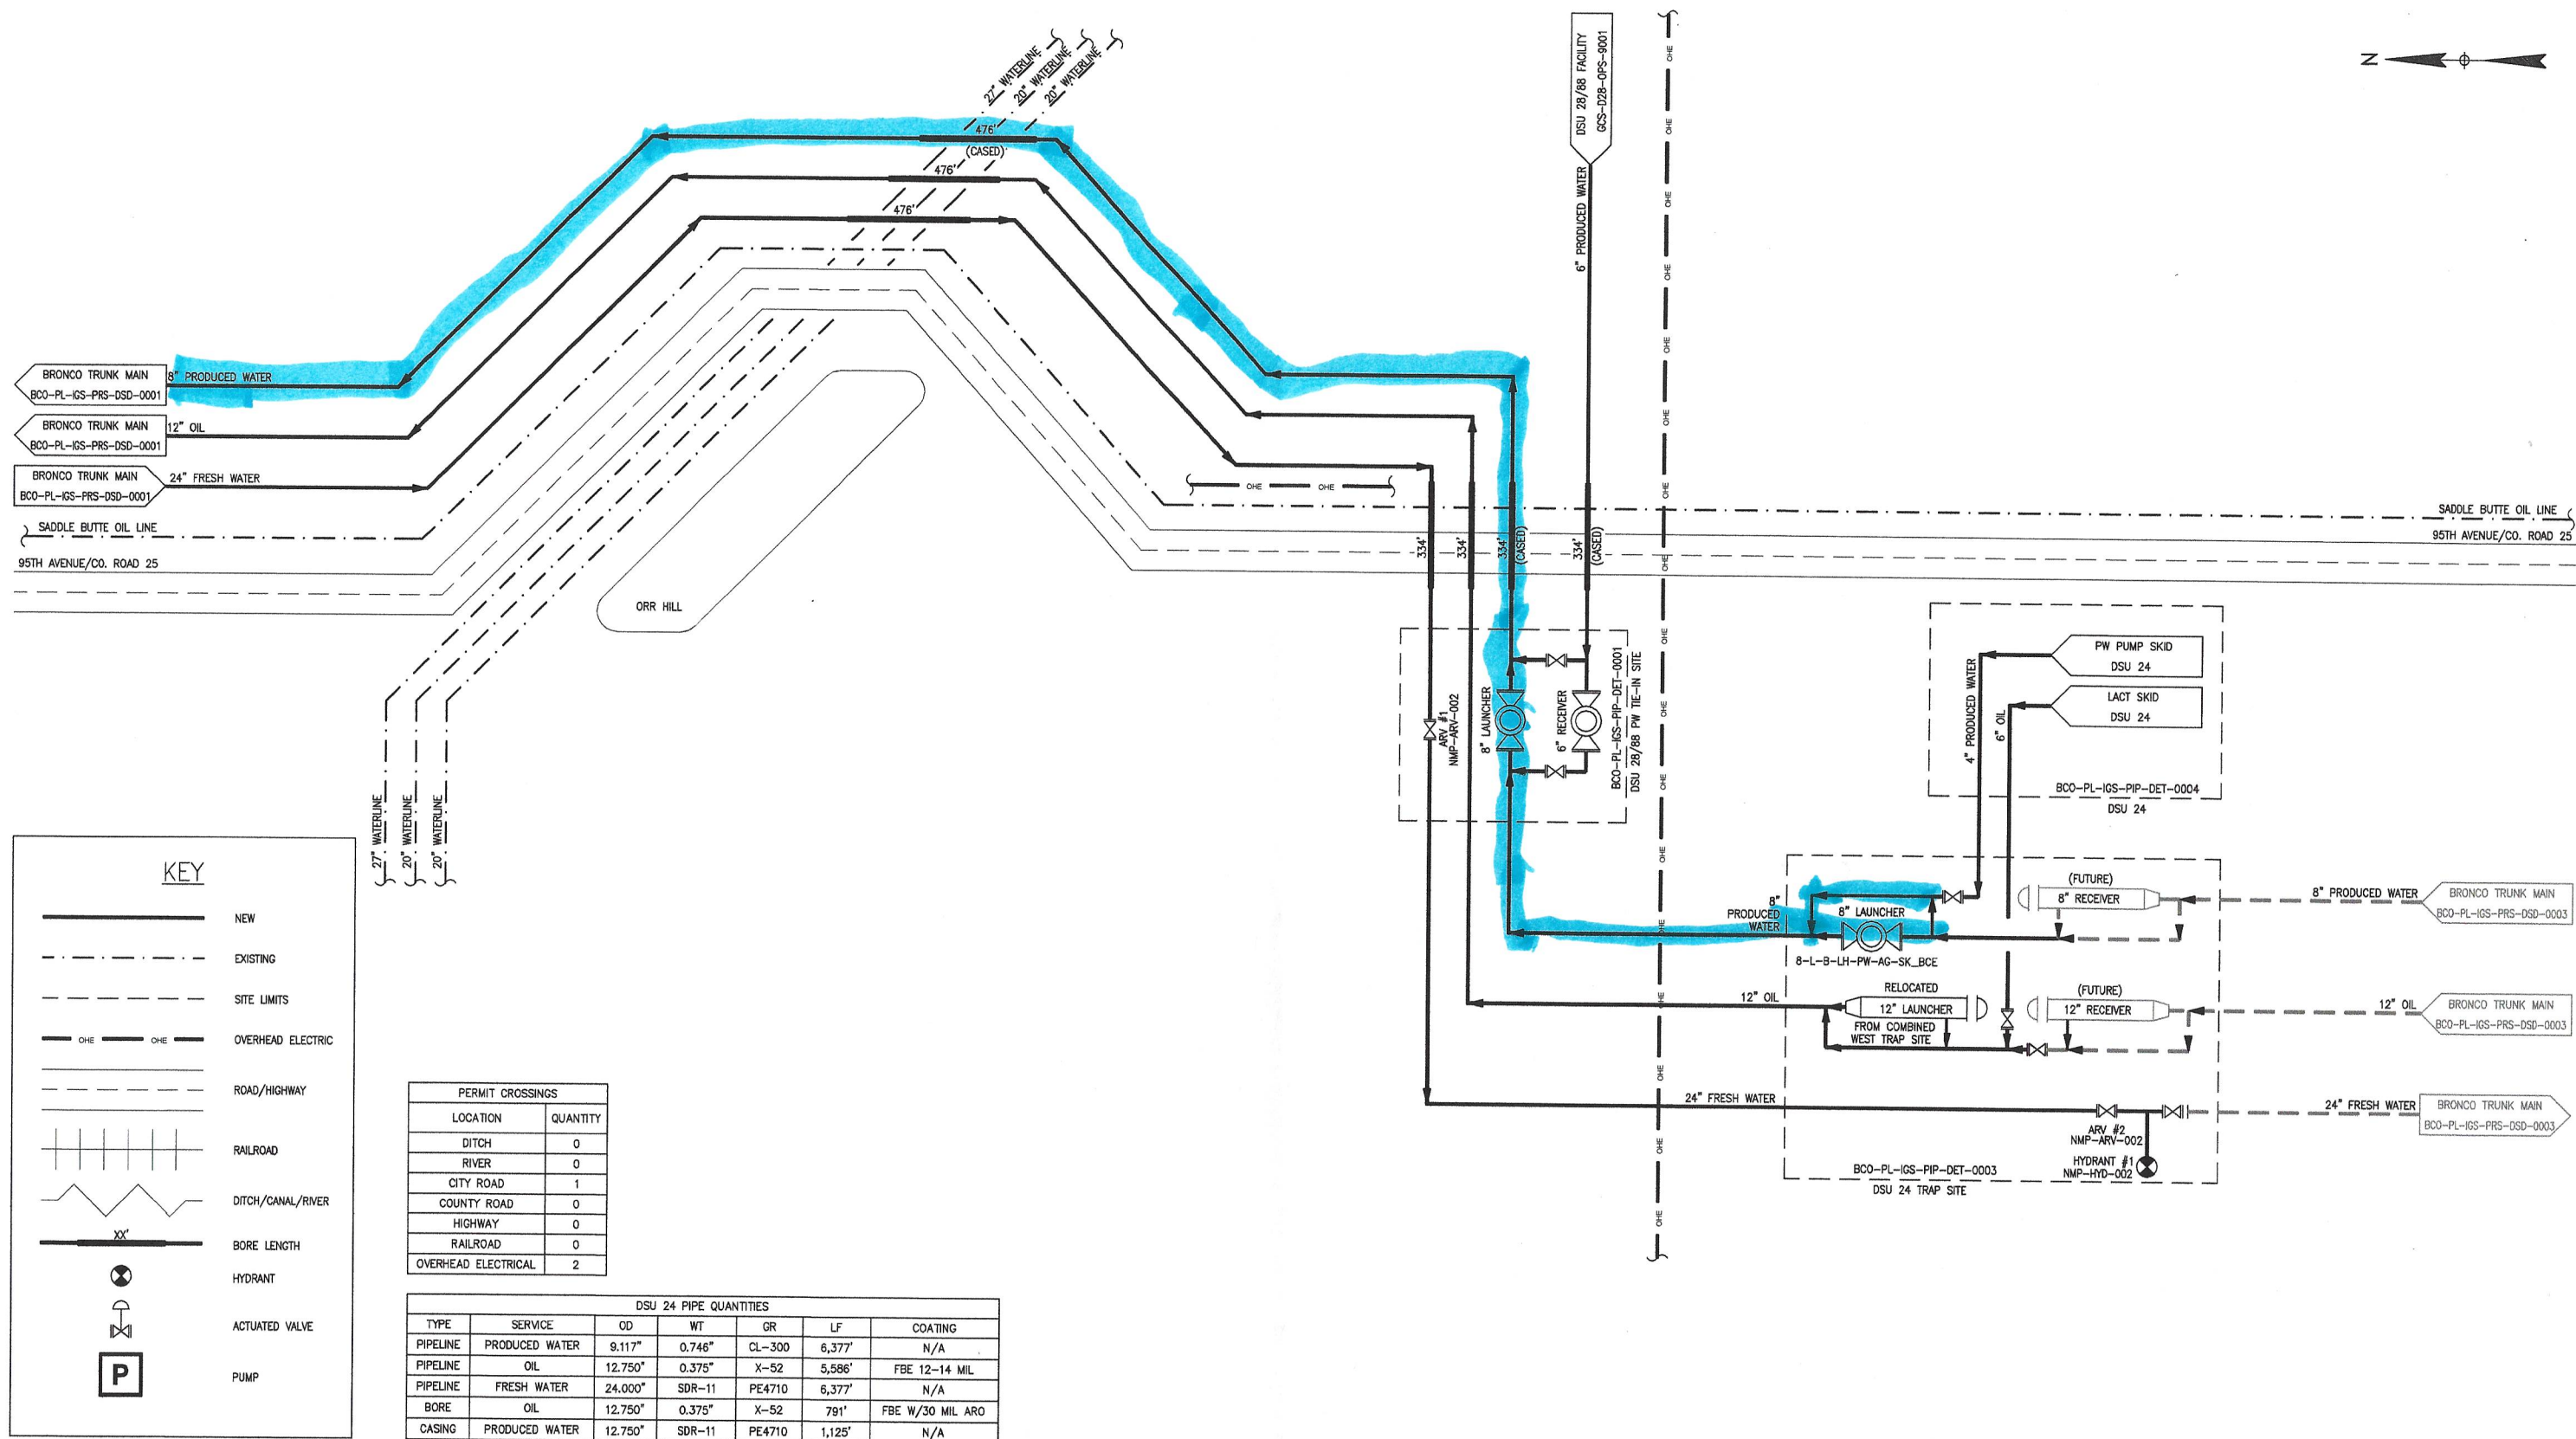 27" WATERLINE
20" WATERLINE
20" WATERLINE
476'
(CASED)
476'
476'
DSU 28/88 FACILITY
GCS-D28-OPS-9001
6" PRODUCED WATER
OHE
N
BRONCO TRUNK MAIN
BCO-PL-IGS-PRS-DSD-0001
8" PRODUCED WATER
BRONCO TRUNK MAIN
BCO-PL-IGS-PRS-DSD-0001
12" OIL
BRONCO TRUNK MAIN
BCO-PL-IGS-PRS-DSD-0001
24" FRESH WATER
SADDLE BUTTE OIL LINE
95TH AVENUE/CO. ROAD 25
OHE OHE
SADDLE BUTTE OIL LINE
95TH AVENUE/CO. ROAD 25
334'
334'
334'
(CASED)
334'
(CASED)
ORR HILL
ARV #1
NMP-ARV-002
8" LAUNCHER
6" RECEIVER
BCO-PL-IGS-PIP-DET-0001
DSU 28/88 PW TIE-IN SITE
PW PUMP SKID
DSU 24
LACT SKID
DSU 24
4" PRODUCED WATER
6" OIL
BCO-PL-IGS-PIP-DET-0004
DSU 24
27" WATERLINE
20" WATERLINE
20" WATERLINE
8"
PRODUCED
WATER
8" LAUNCHER
8-L-B-LH-PW-AG-SK_BCE
(FUTURE)
8" RECEIVER
8" PRODUCED WATER
BRONCO TRUNK MAIN
BCO-PL-IGS-PRS-DSD-0003
12" OIL
RELOCATED
12" LAUNCHER
FROM COMBINED
WEST TRAP SITE
(FUTURE)
12" RECEIVER
12" OIL
BRONCO TRUNK MAIN
BCO-PL-IGS-PRS-DSD-0003
24" FRESH WATER
24" FRESH WATER
BRONCO TRUNK MAIN
BCO-PL-IGS-PRS-DSD-0003
ARV #2
NMP-ARV-002
HYDRANT #1
NMP-HYD-002
BCO-PL-IGS-PIP-DET-0003
DSU 24 TRAP SITE
KEY
NEW
EXISTING
SITE LIMITS
OHE OHE OVERHEAD ELECTRIC
ROAD/HIGHWAY
RAILROAD
DITCH/CANAL/RIVER
XX' BORE LENGTH
HYDRANT
ACTUATED VALVE
P PUMP
PERMIT CROSSINGS
LOCATION QUANTITY
DITCH 0
RIVER 0
CITY ROAD 1
COUNTY ROAD 0
HIGHWAY 0
RAILROAD 0
OVERHEAD ELECTRICAL 2
DSU 24 PIPE QUANTITIES
TYPE SERVICE OD WT GR LF COATING
PIPELINE PRODUCED WATER 9.117" 0.746" CL-300 6,377' N/A
PIPELINE OIL 12.750" 0.375" X-52 5,586' FBE 12-14 MIL
PIPELINE FRESH WATER 24.000" SDR-11 PE4710 6,377' N/A
BORE OIL 12.750" 0.375" X-52 791' FBE W/30 MIL ARO
CASING PRODUCED WATER 12.750" SDR-11 PE4710 1,125' N/A